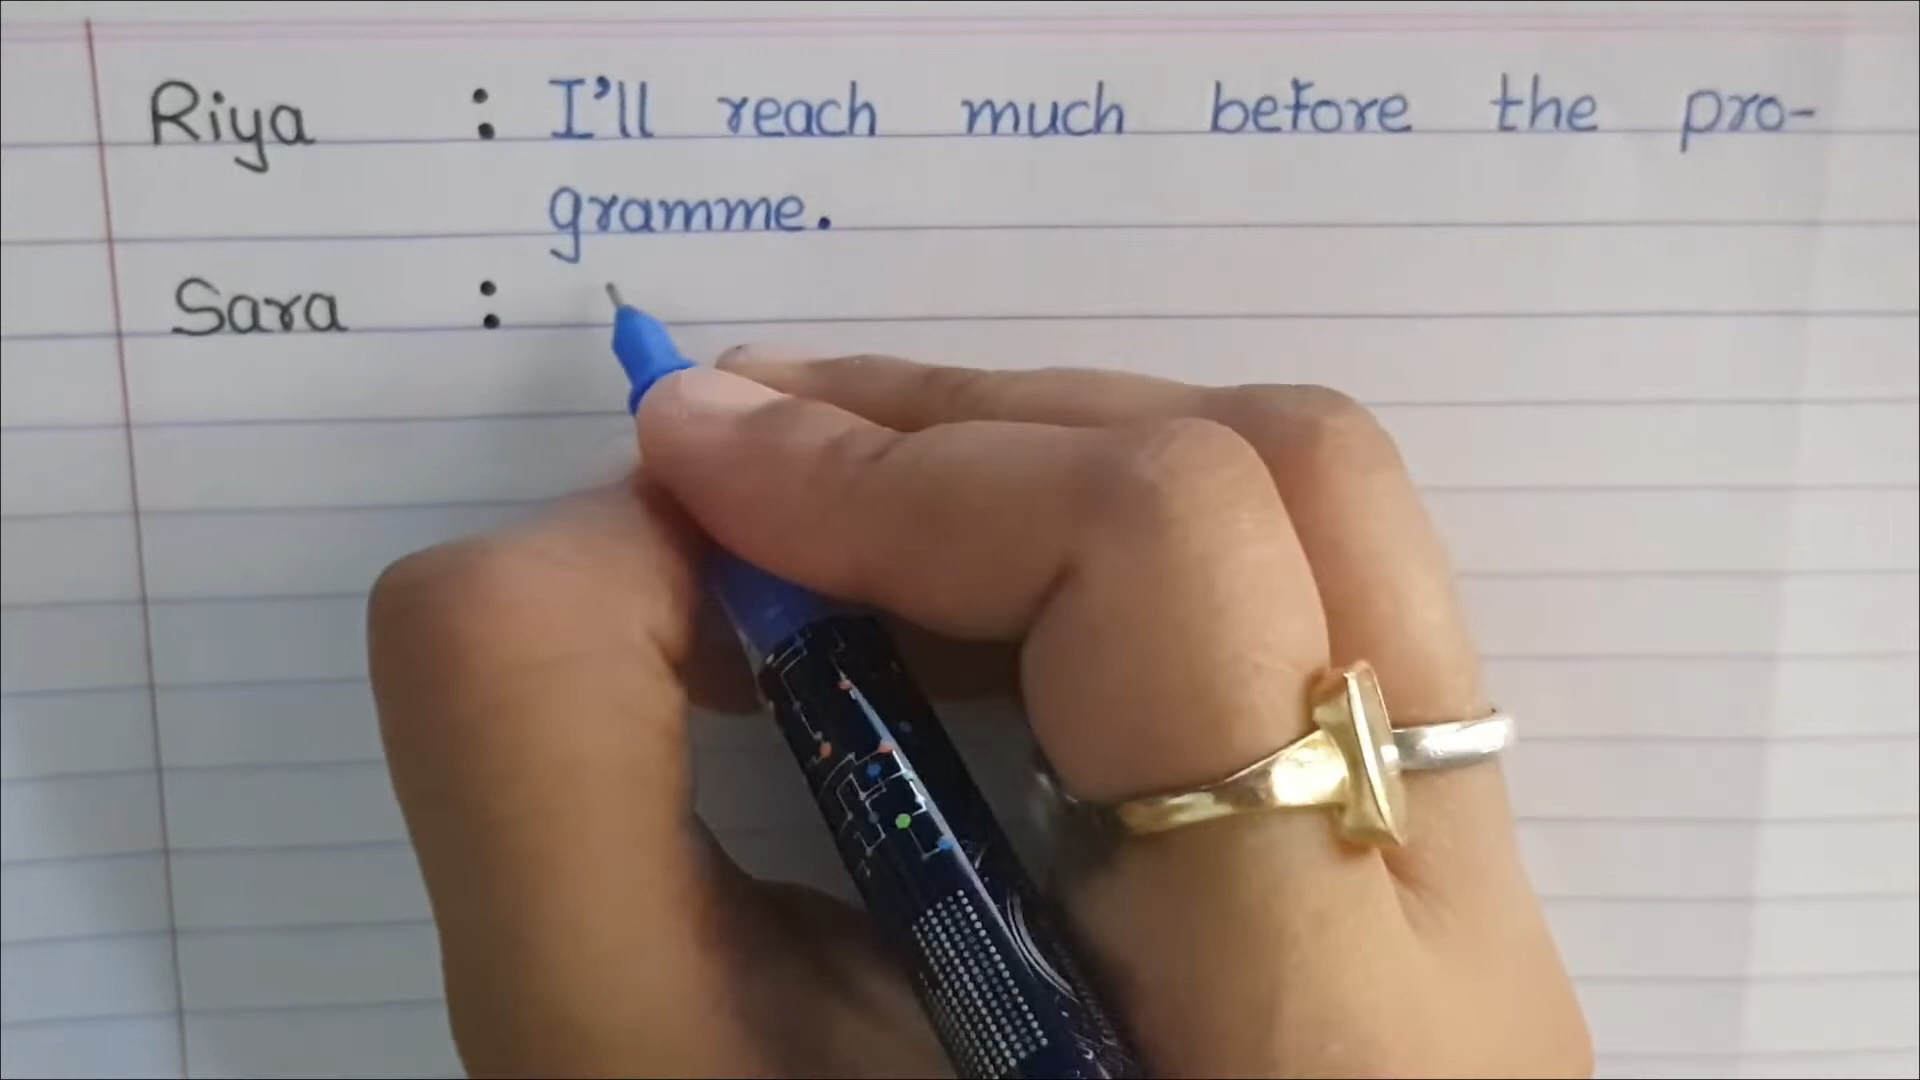 Riya : I'll reach much before the pro-
gramme.
Sara :